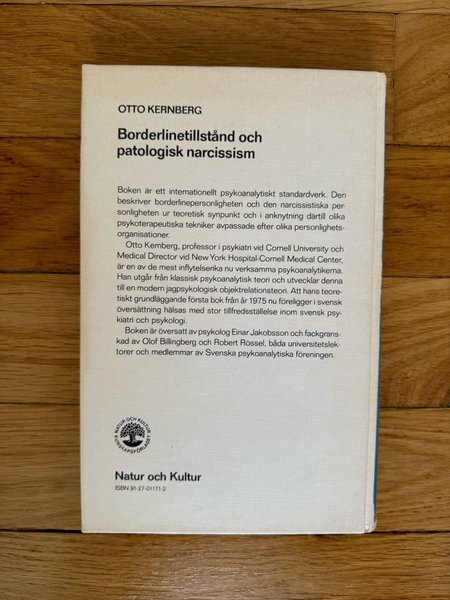 OTTO KERNBERG
Borderlinetillstånd och
patologisk narcissism
Boken är ett internationellt psykoanalytiskt standardverk. Den
beskriver borderlinepersonligheten och den narcissistiska per-
sonligheten ur teoretisk synpunkt och i anknytning därtill olika
psykoterapeutiska tekniker avpassade efter olika personlighets-
organisationer.
Otto Kernberg, professor i psykiatri vid Cornell University och
Medical Director vid New York Hospital-Cornell Medical Center,
är en av de mest inflytelserika nu verksamma psykoanalytikerna.
Han utgår från klassisk psykoanalytisk teori och utvecklar denna
till en modern jagpsykologisk objektrelationsteori. Att hans teore-
tiskt grundläggande första bok från år 1975 nu föreligger i svensk
översättning hälsas med stor tillfredsställelse inom svensk psy-
kiatri och psykologi.
Boken är översatt av psykolog Einar Jakobsson och fackgrans-
kad av Olof Billingberg och Robert Rössel, båda universitetslek-
torer och medlemmar av Svenska psykoanalytiska föreningen.
NATUR OCH KULTUR
KUNSKAPSFÖRLAGET
Natur och Kultur
ISBN 91-27-01171-2